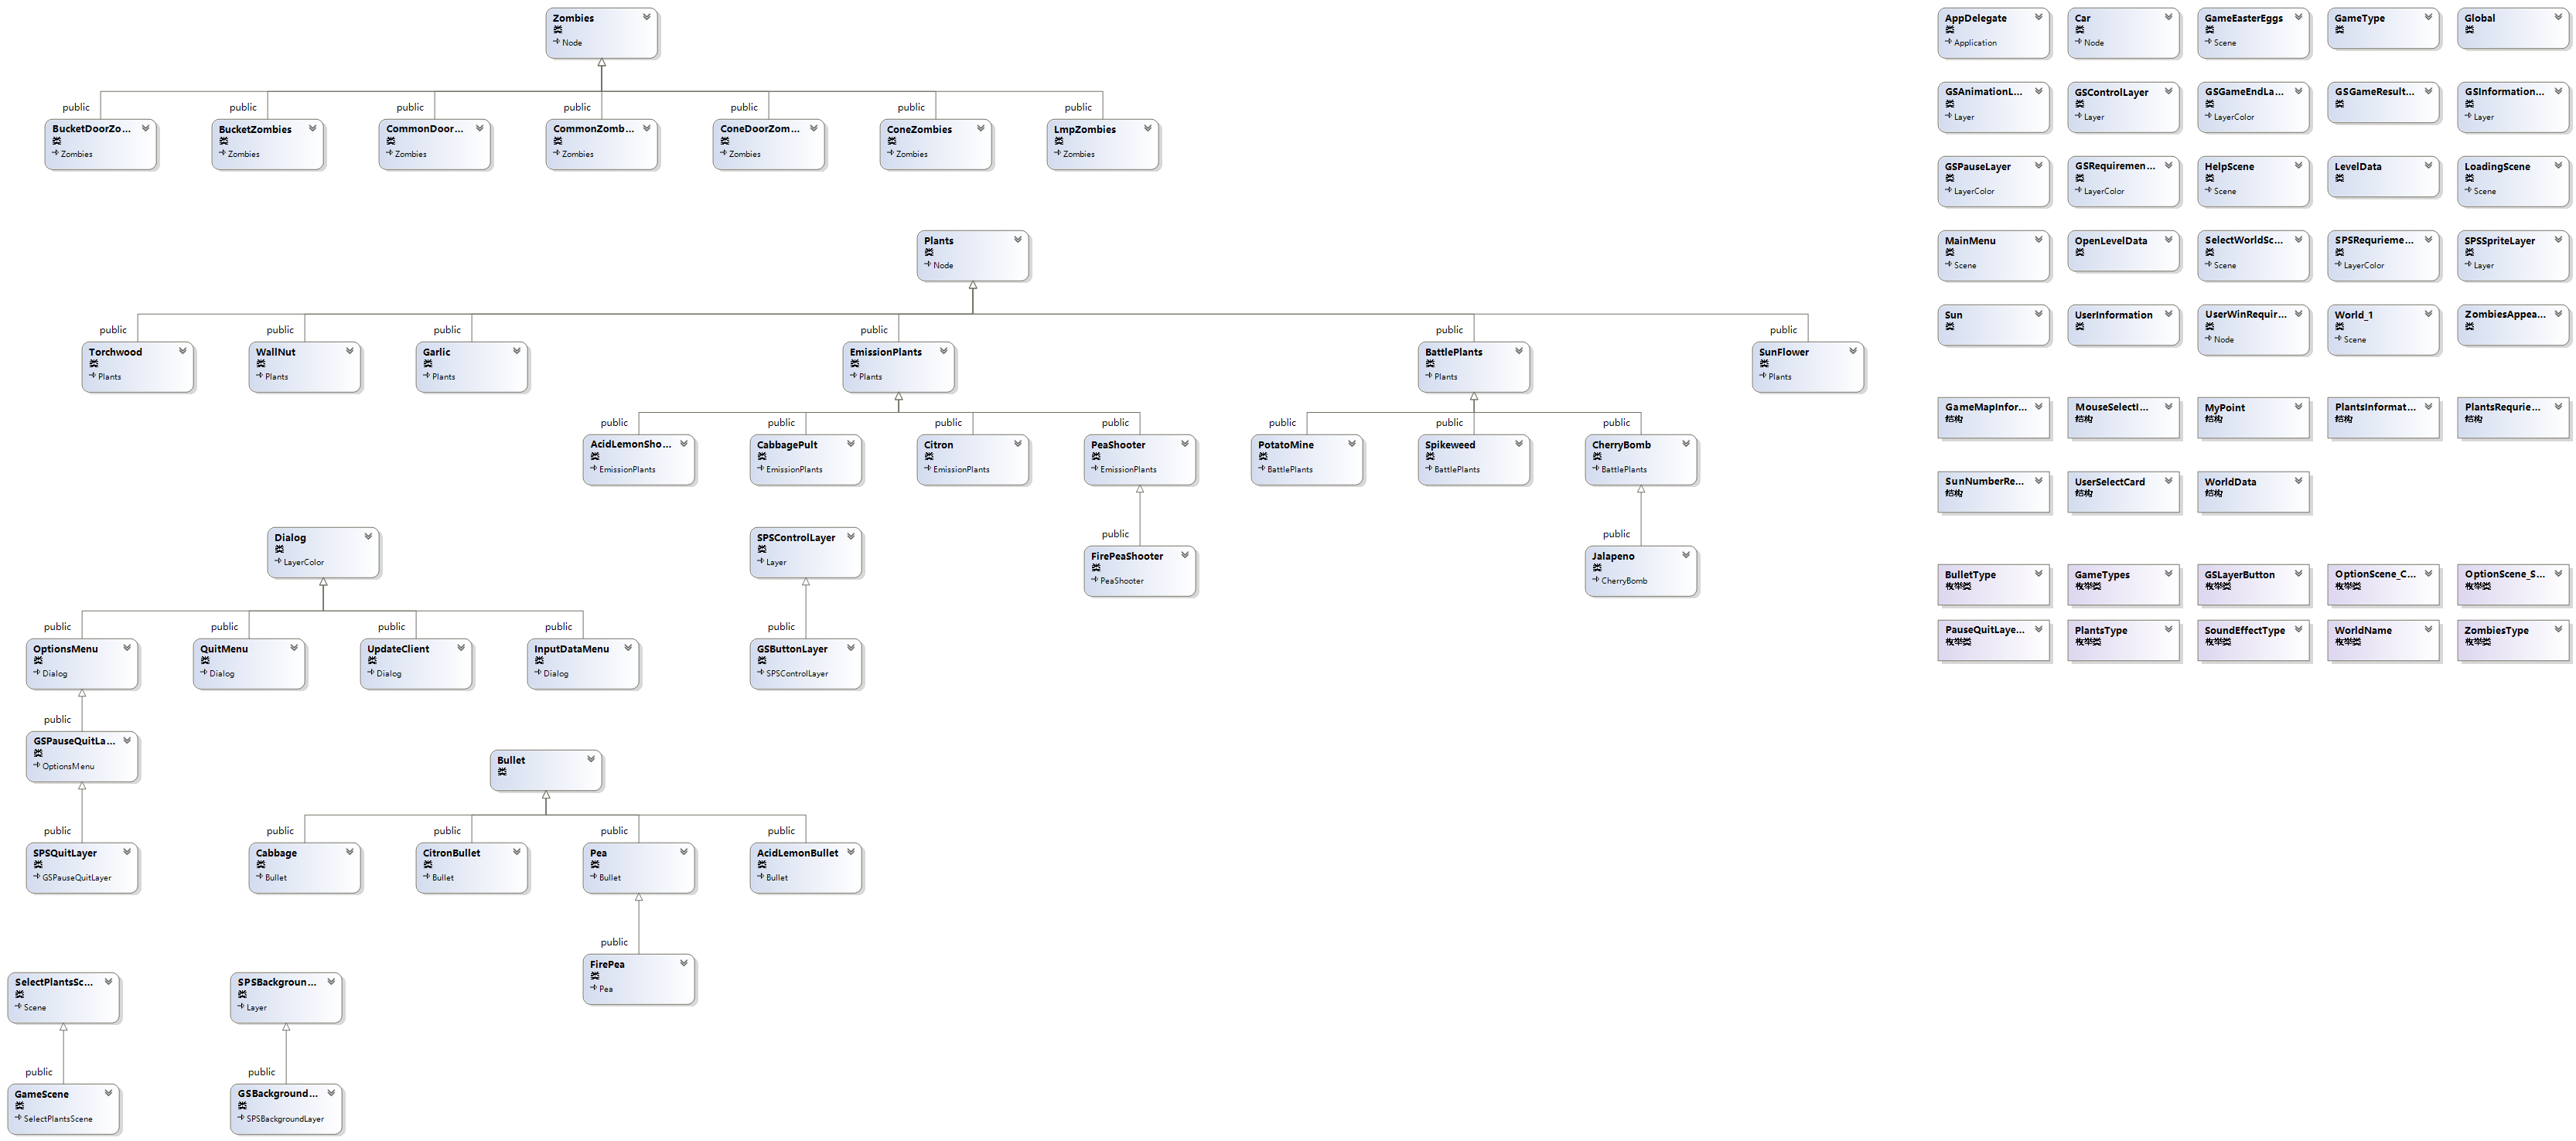 Zombies
类
Node
public
public
public
public
public
public
public
BucketDoorZo...
类
Zombies
BucketZombies
类
Zombies
CommonDoor...
类
Zombies
CommonZomb...
类
Zombies
ConeDoorZom...
类
Zombies
ConeZombies
类
Zombies
LmpZombies
类
Zombies
Plants
类
Node
public
public
public
public
public
public
Torchwood
类
Plants
WallNut
类
Plants
Garlic
类
Plants
EmissionPlants
类
Plants
BattlePlants
类
Plants
SunFlower
类
Plants
public
public
public
public
public
public
public
AcidLemonSho...
类
EmissionPlants
CabbagePult
类
EmissionPlants
Citron
类
EmissionPlants
PeaShooter
类
EmissionPlants
PotatoMine
类
BattlePlants
Spikeweed
类
BattlePlants
CherryBomb
类
BattlePlants
public
public
FirePeaShooter
类
PeaShooter
Jalapeno
类
CherryBomb
Dialog
类
LayerColor
public
public
public
public
OptionsMenu
类
Dialog
QuitMenu
类
Dialog
UpdateClient
类
Dialog
InputDataMenu
类
Dialog
public
GSPauseQuitLa...
类
OptionsMenu
public
SPSQuitLayer
类
GSPauseQuitLayer
SPSControlLayer
类
Layer
public
GSButtonLayer
类
SPSControlLayer
Bullet
类
public
public
public
public
Cabbage
类
Bullet
CitronBullet
类
Bullet
Pea
类
Bullet
AcidLemonBullet
类
Bullet
public
FirePea
类
Pea
SelectPlantsSc...
类
Scene
public
GameScene
类
SelectPlantsScene
SPSBackgroun...
类
Layer
public
GSBackground...
类
SPSBackgroundLayer
AppDelegate
类
Application
Car
类
Node
GameEasterEggs
类
Scene
GameType
类
Global
类
GSAnimationL...
类
Layer
GSControlLayer
类
Layer
GSGameEndLa...
类
LayerColor
GSGameResult...
类
GSInformation...
类
Layer
GSPauseLayer
类
LayerColor
GSRequiremen...
类
LayerColor
HelpScene
类
Scene
LevelData
类
LoadingScene
类
Scene
MainMenu
类
Scene
OpenLevelData
类
SelectWorldSc...
类
Scene
SPSRequrieme...
类
LayerColor
SPSSpriteLayer
类
Layer
Sun
类
UserInformation
类
UserWinRequir...
类
Node
World_1
类
Scene
ZombiesAppea...
类
GameMapInfor...
结构
MouseSelectI...
结构
MyPoint
结构
PlantsInformat...
结构
PlantsRequrie...
结构
SunNumberRe...
结构
UserSelectCard
结构
WorldData
结构
BulletType
枚举类
GameTypes
枚举类
GSLayerButton
枚举类
OptionScene_C...
枚举类
OptionScene_S...
枚举类
PauseQuitLaye...
枚举类
PlantsType
枚举类
SoundEffectType
枚举类
WorldName
枚举类
ZombiesType
枚举类